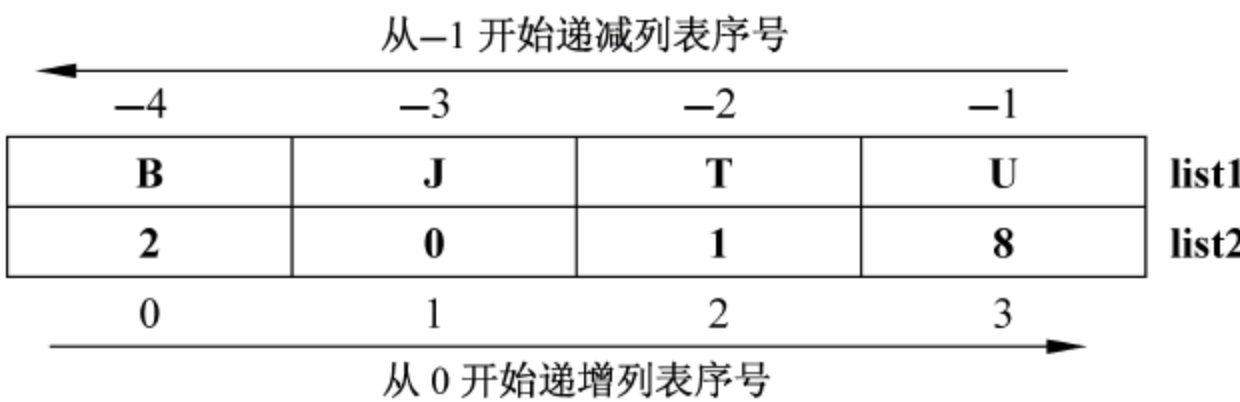 从–1 开始递减列表序号
–4 –3 –2 –1
B J T U list1
2 0 1 8 list2
0 1 2 3
从 0 开始递增列表序号